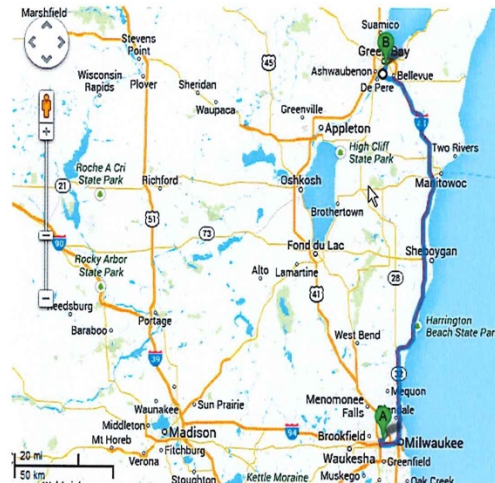 Marshfield
Suamico
B
Stevens
Point
Green Bay
45
Ashwaubenon
Bellevue
Wisconsin
Rapids
Plover
De Pere
Sheridan
Waupaca
Greenville
Appleton
High Cliff
State Park
Two Rivers
Roche A Cri
State Park
21
Richford
Oshkosh
Manitowoc
Brothertown
51
73
90
Fond du Lac
Rocky Arbor
State Park
Alto
Lamartine
Sheboygan
28
41
Reedsburg
Portage
Harrington
Beach State Par
Baraboo
West Bend
39
32
Mequon
Waunakee
Sun Prairie
Menomonee
Falls
A
dale
Middleton
Madison
94
Brookfield
Milwaukee
Mt Horeb
Fitchburg
Waukesha
Greenfield
20 mi
Verona
50 km
Stoughton
Kettle Moraine
Muskego
Oak Creek